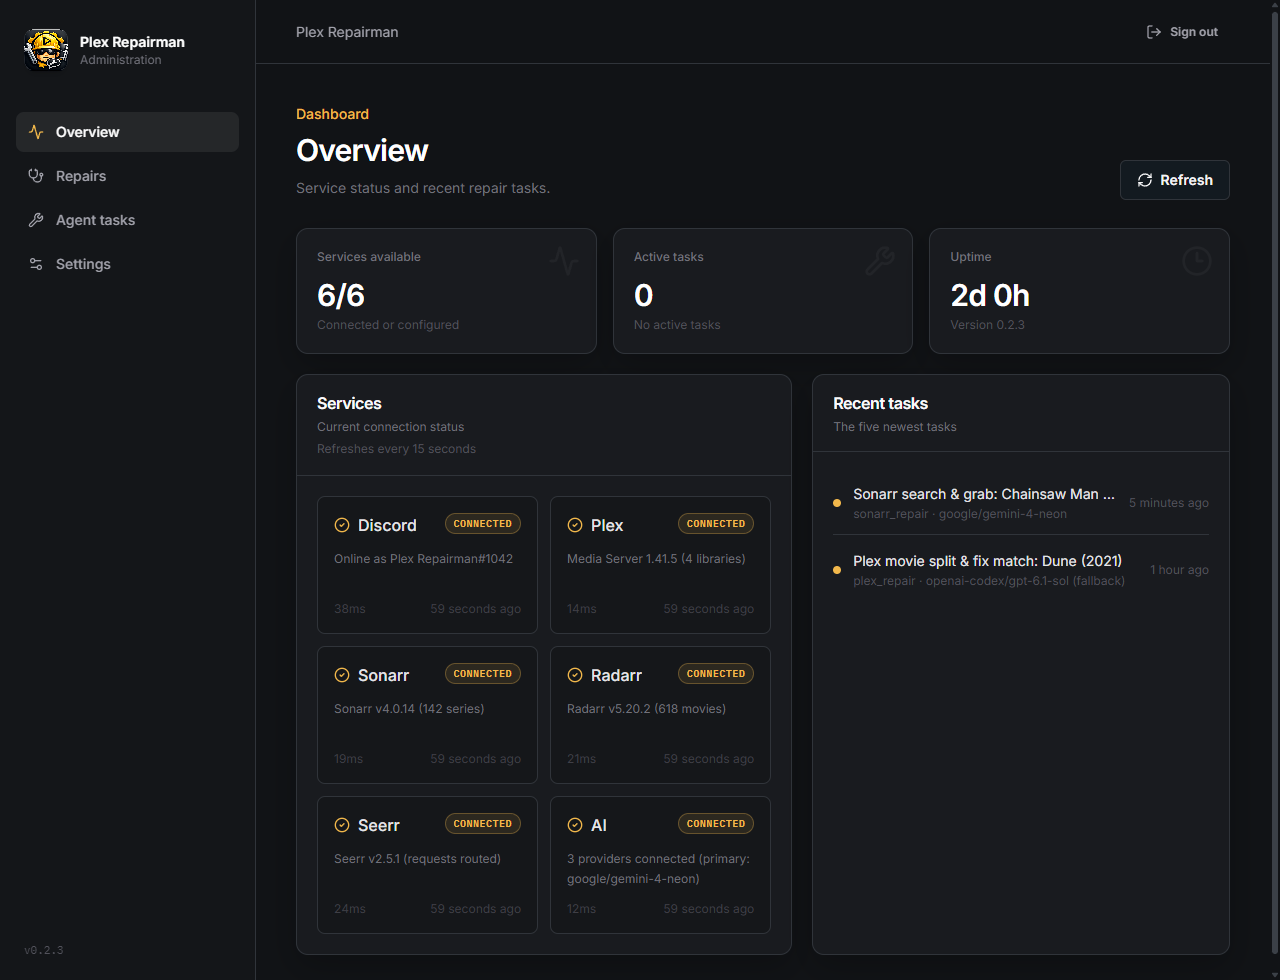 Plex Repairman
Administration
Overview
Repairs
Agent tasks
Settings
v0.2.3
Plex Repairman
Sign out
Dashboard
Overview
Service status and recent repair tasks.
Refresh
Services available
6/6
Connected or configured
Active tasks
0
No active tasks
Uptime
2d 0h
Version 0.2.3
Services
Current connection status
Refreshes every 15 seconds
Discord CONNECTED
Online as Plex Repairman#1042
38ms 59 seconds ago
Plex CONNECTED
Media Server 1.41.5 (4 libraries)
14ms 59 seconds ago
Sonarr CONNECTED
Sonarr v4.0.14 (142 series)
19ms 59 seconds ago
Radarr CONNECTED
Radarr v5.20.2 (618 movies)
21ms 59 seconds ago
Seerr CONNECTED
Seerr v2.5.1 (requests routed)
24ms 59 seconds ago
AI CONNECTED
3 providers connected (primary:
google/gemini-4-neon)
12ms 59 seconds ago
Recent tasks
The five newest tasks
Sonarr search & grab: Chainsaw Man ...
5 minutes ago
sonarr_repair · google/gemini-4-neon
Plex movie split & fix match: Dune (2021)
1 hour ago
plex_repair · openai-codex/gpt-6.1-sol (fallback)